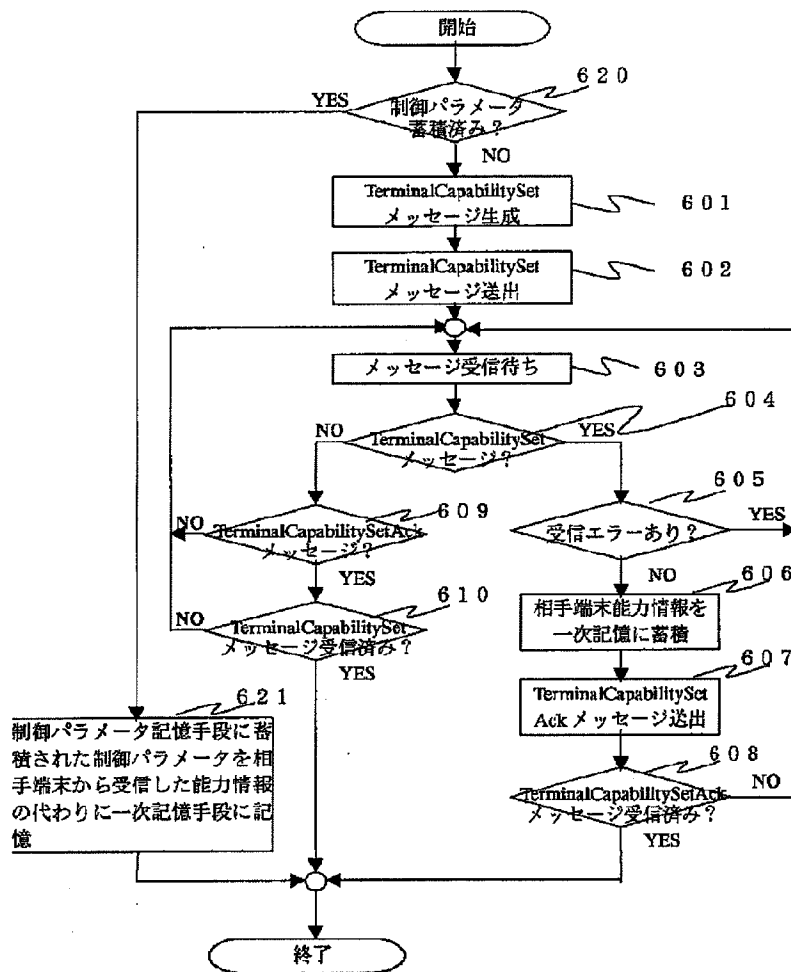 開始
620
YES
制御パラメータ
蓄積済み？
NO
TerminalCapabilitySet
メッセージ生成
601
TerminalCapabilitySet
メッセージ送出
602
メッセージ受信待ち
603
604
NO
TerminalCapabilitySet
メッセージ？
YES
605
609
NO
TerminalCapabilitySetAck
メッセージ？
受信エラーあり？
YES
YES
NO
606
610
相手端末能力情報を
一次記憶に蓄積
NO
TerminalCapabilitySet
メッセージ受信済み？
YES
607
621
TerminalCapabilitySet
Ackメッセージ送出
制御パラメータ記憶手段に蓄
積された制御パラメータを相
手端末から受信した能力情報
の代わりに一次記憶手段に記
憶
608
TerminalCapabilitySetAck
メッセージ受信済み？
NO
YES
終了